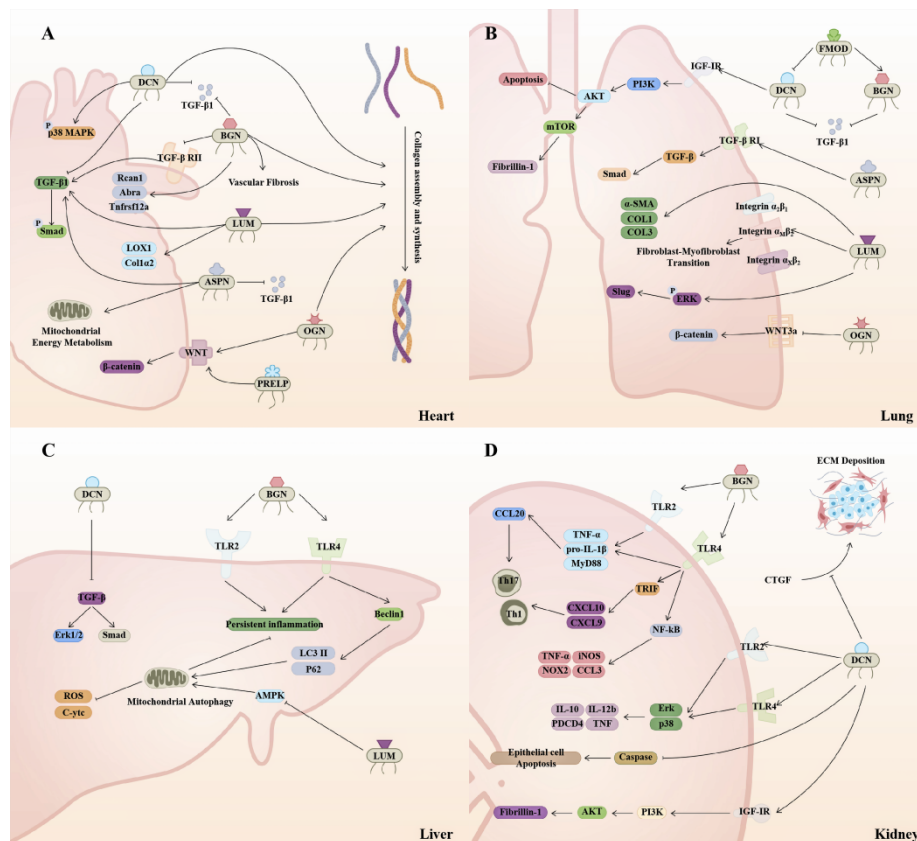 A
DCN
TGF-β1
P
p38 MAPK
BGN
TGF-β RII
TGF-β1
Rcan1
Abra
Tnfrsf12a
Vascular Fibrosis
P
Smad
LUM
LOX1
Col1α2
ASPN
TGF-β1
Mitochondrial
Energy Metabolism
OGN
WNT
β-catenin
PRELP
Collagen assembly and synthesis
Heart
B
FMOD
IGF-IR
Apoptosis
PI3K
AKT
DCN
BGN
mTOR
TGF-β1
TGF-β RI
Fibrillin-1
TGF-β
Smad
ASPN
α-SMA
COL1
COL3
Integrin α₂β₁
Integrin αMβ₂
Fibroblast-Myofibroblast
Transition
Integrin αXβ₂
LUM
P
Slug
ERK
β-catenin
WNT3a
OGN
Lung
C
DCN
BGN
TLR2
TLR4
TGF-β
Beclin1
Persistent inflammation
Erk1/2
Smad
LC3 II
P62
ROS
C-ytc
Mitochondrial Autophagy
AMPK
LUM
Liver
D
ECM Deposition
BGN
TLR2
CCL20
TNF-α
pro-IL-1β
MyD88
TLR4
Th17
TRIF
CTGF
Th1
CXCL10
CXCL9
NF-kB
TNF-α
iNOS
NOX2
CCL3
TLR2
DCN
TLR4
IL-10
IL-12b
PDCD4
TNF
Erk
p38
Epithelial cell
Apoptosis
Caspase
Fibrillin-1
AKT
PI3K
IGF-IR
Kidney